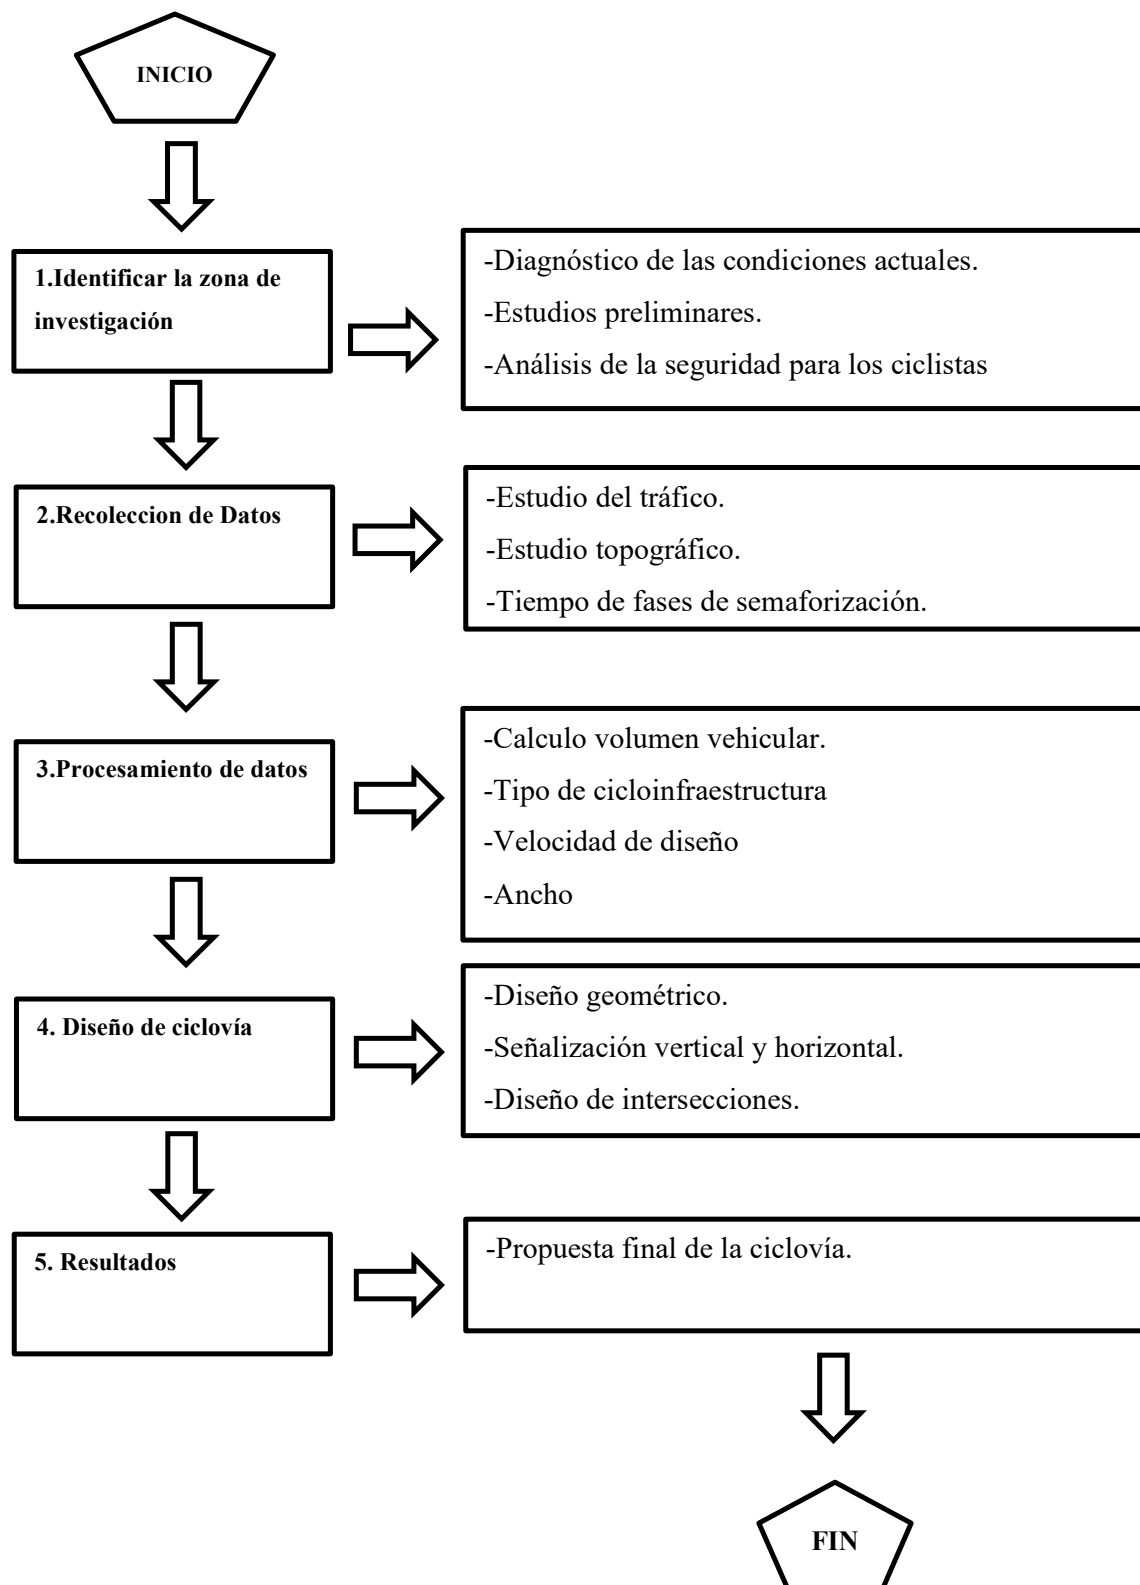 INICIO
1.Identificar la zona de
investigación
-Diagnóstico de las condiciones actuales.
-Estudios preliminares.
-Análisis de la seguridad para los ciclistas
2.Recoleccion de Datos
-Estudio del tráfico.
-Estudio topográfico.
-Tiempo de fases de semaforización.
3.Procesamiento de datos
-Calculo volumen vehicular.
-Tipo de cicloinfraestructura
-Velocidad de diseño
-Ancho
4. Diseño de ciclovía
-Diseño geométrico.
-Señalización vertical y horizontal.
-Diseño de intersecciones.
5. Resultados
-Propuesta final de la ciclovía.
FIN